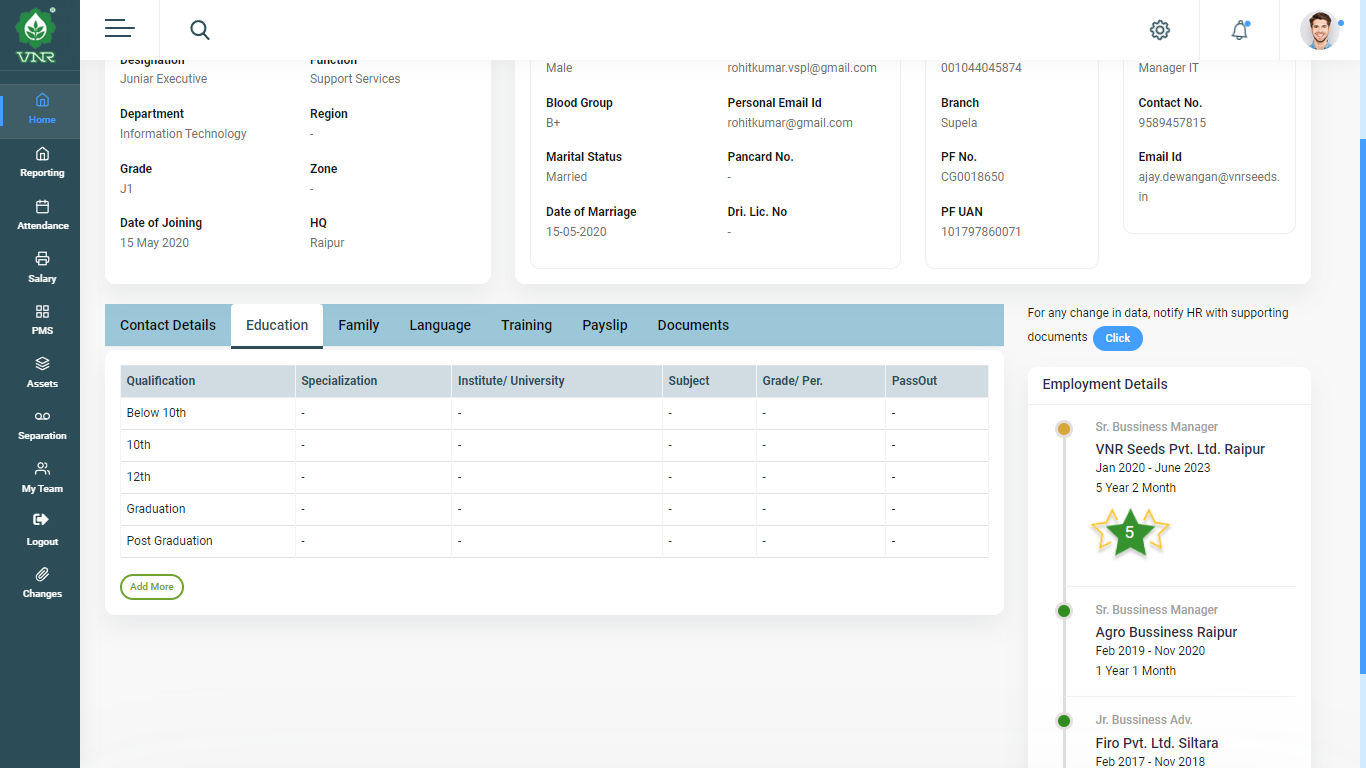 VNR
Home
Reporting
Attendance
Salary
PMS
Assets
Separation
My Team
Logout
Changes
Designation
Juniar Executive
Function
Support Services
Department
Information Technology
Region
-
Grade
J1
Zone
-
Date of Joining
15 May 2020
HQ
Raipur
Male
rohitkumar.vspl@gmail.com
Blood Group
B+
Personal Email Id
rohitkumar@gmail.com
Marital Status
Married
Pancard No.
-
Date of Marriage
15-05-2020
Dri. Lic. No
-
001044045874
Branch
Supela
PF No.
CG0018650
PF UAN
101797860071
Manager IT
Contact No.
9589457815
Email Id
ajay.dewangan@vnrseeds.
in
Contact Details Education Family Language Training Payslip Documents
Qualification Specialization Institute/ University Subject Grade/ Per. PassOut
Below 10th - - - - -
10th - - - - -
12th - - - - -
Graduation - - - - -
Post Graduation - - - - -
Add More
For any change in data, notify HR with supporting
documents Click
Employment Details
Sr. Bussiness Manager
VNR Seeds Pvt. Ltd. Raipur
Jan 2020 - June 2023
5 Year 2 Month
5
Sr. Bussiness Manager
Agro Bussiness Raipur
Feb 2019 - Nov 2020
1 Year 1 Month
Jr. Bussiness Adv.
Firo Pvt. Ltd. Siltara
Feb 2017 - Nov 2018